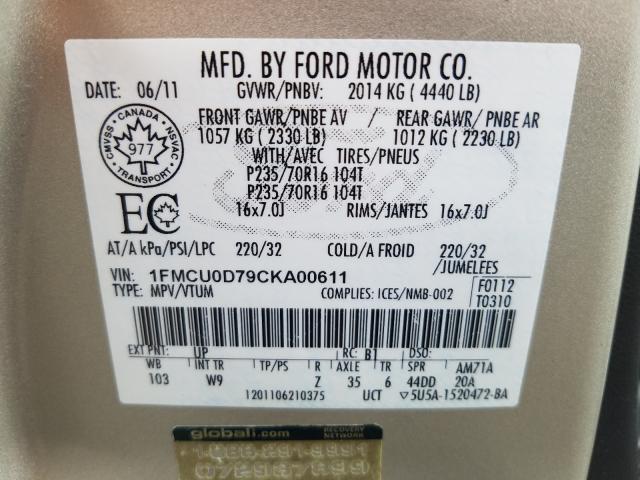 MFD. BY FORD MOTOR CO.
DATE: 06/11 GVWR/PNBV: 2014 KG ( 4440 LB)
FRONT GAWR/PNBE AV / REAR GAWR/ PNBE AR
1057 KG ( 2330 LB) 1012 KG ( 2230 LB)
WITH/AVEC TIRES/PNEUS
P235/70R16 104T
P235/70R16 104T
16x7.0J RIMS/JANTES 16x7.0J
CANADA
CMVSS NSVAC
977
TRANSPORT
EC
AT/A kPa/PSI/LPC 220/32 COLD/A FROID 220/32
/JUMELEES
VIN: 1FMCU0D79CKA00611
TYPE: MPV/VTUM COMPLIES: ICES/NMB-002
F0112
T0310
EXT PNT: UP RC: B1 DSO:
WB INT TR TP/PS R AXLE TR SPR AM71A
103 W9 Z 35 6 44DD 20A
1201106210375 UCT ▽5U5A-1520472-BA
globali.com RECOVERY
NETWORK